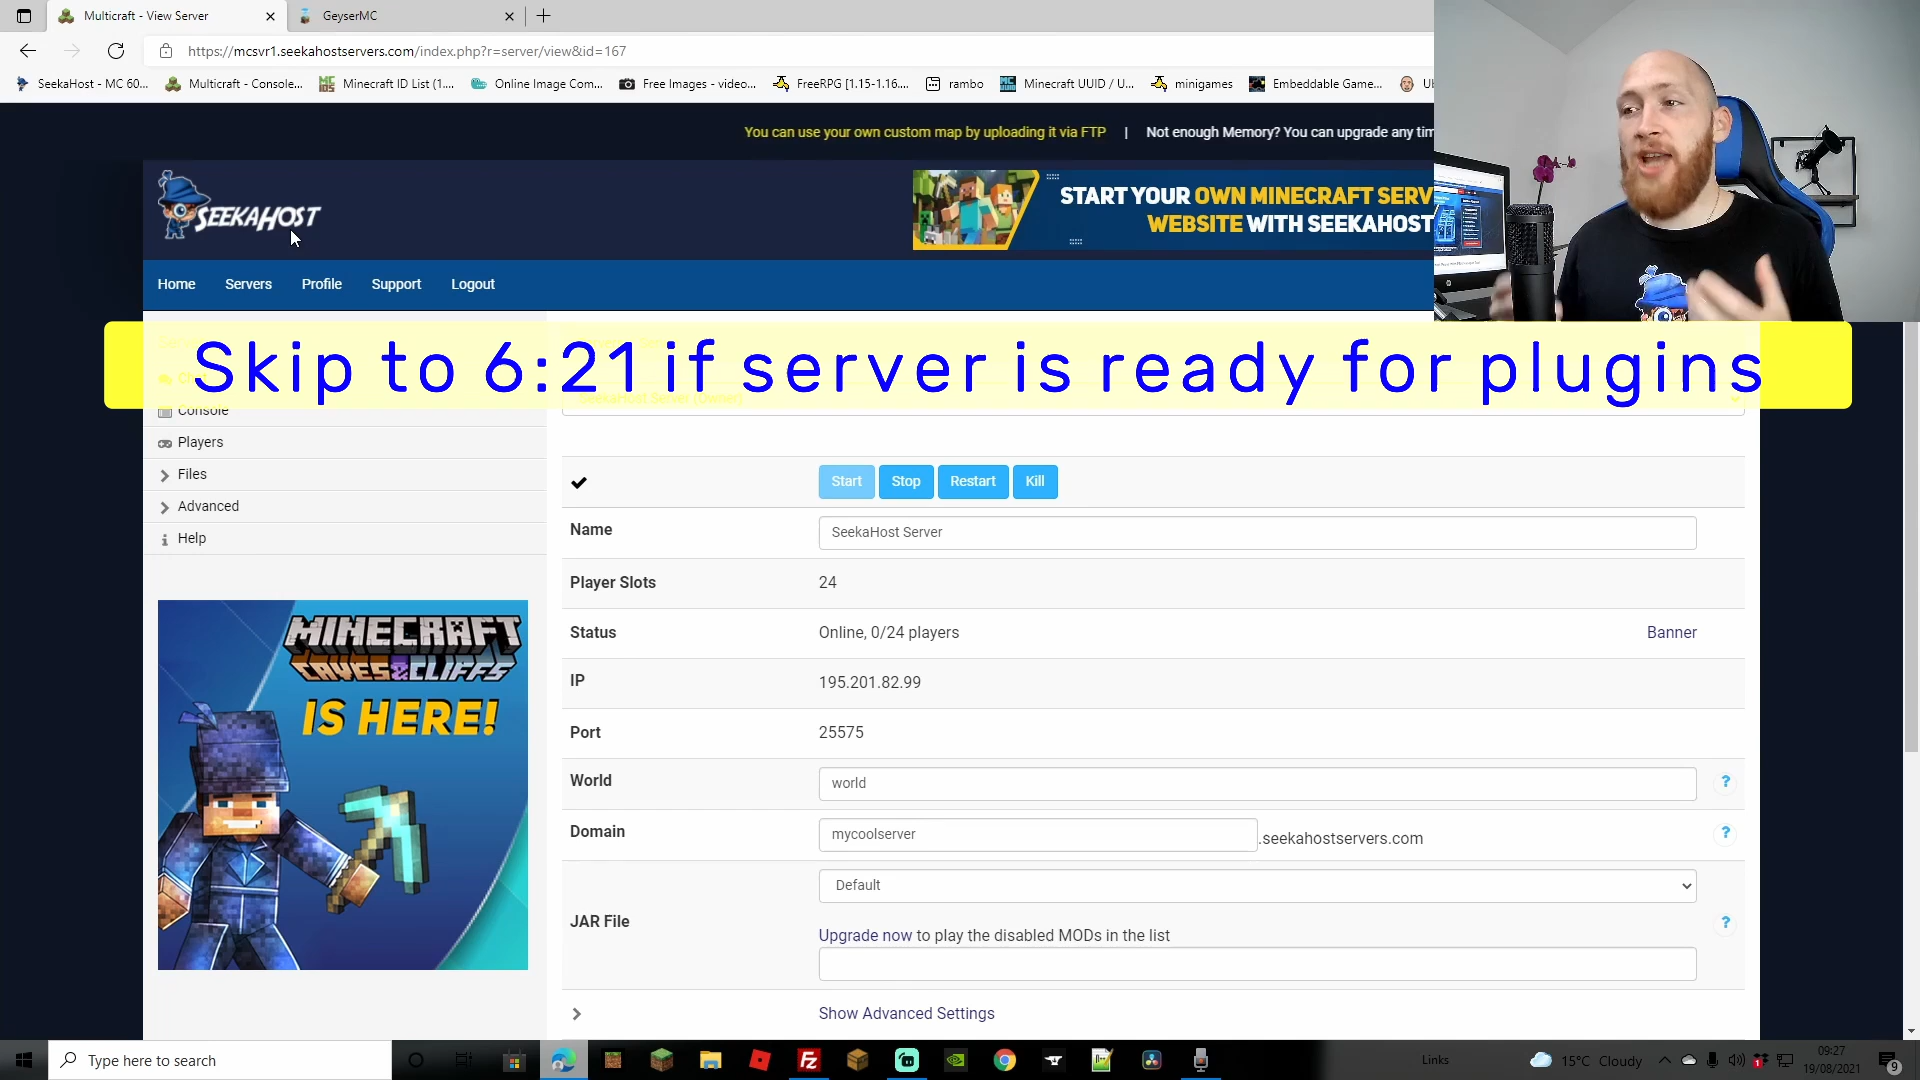 Multicraft - View Server
GeyserMC
https://mcsvr1.seekahostservers.com/index.php?r=server/view&id=167
SeekaHost - MC 60...
Multicraft - Console...
Minecraft ID List (1....
Online Image Com...
Free Images - video...
FreeRPG [1.15-1.16....
rambo
Minecraft UUID / U...
minigames
Embeddable Game...
You can use your own custom map by uploading it via FTP | Not enough Memory? You can upgrade any tim
SEEKAHOST
START YOUR OWN MINECRAFT SERV
WEBSITE WITH SEEKAHOST
Home Servers Profile Support Logout
Skip to 6:21 if server is ready for plugins
SeekaHost Server (Owner)
Console
Players
Files
Advanced
Help
Start Stop Restart Kill
Name SeekaHost Server
Player Slots 24
Status Online, 0/24 players Banner
IP 195.201.82.99
Port 25575
World world ?
Domain mycoolserver .seekahostservers.com ?
Default
JAR File ?
Upgrade now to play the disabled MODs in the list
Show Advanced Settings
MINECRAFT
CAVES & CLIFFS
IS HERE!
Type here to search
Links
15°C Cloudy
09:27
19/08/2021
9